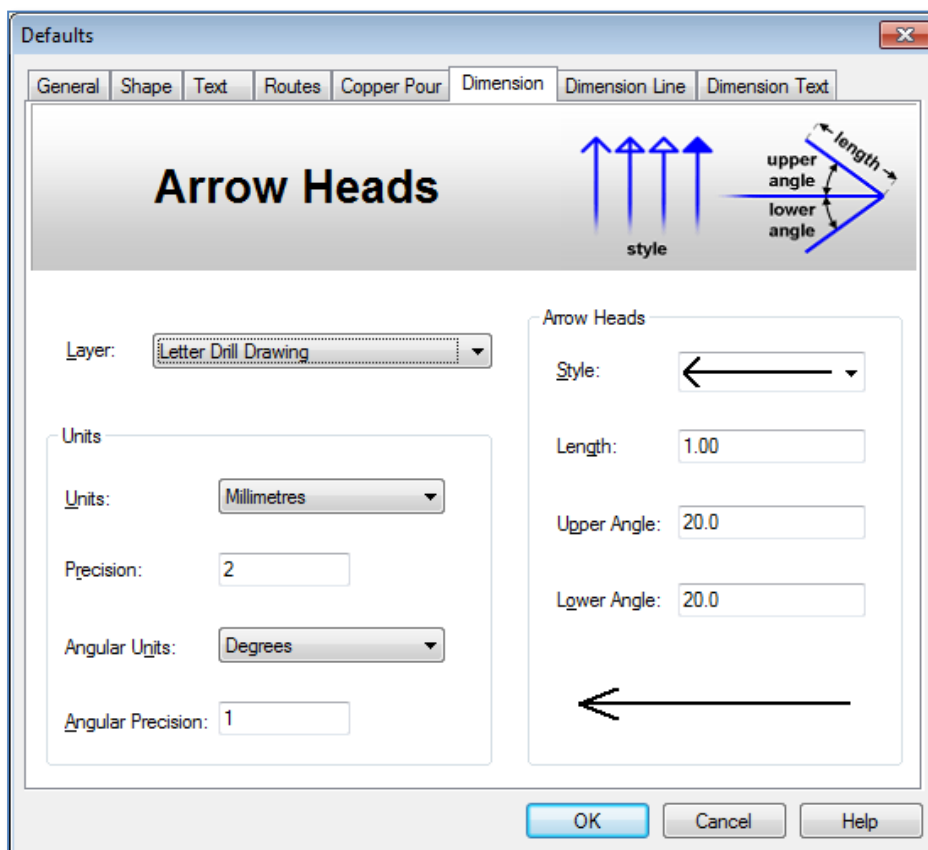 Defaults
General Shape Text Routes Copper Pour Dimension Dimension Line Dimension Text
Arrow Heads
style
upper angle
lower angle
length
Layer: Letter Drill Drawing
Units
Units: Millimetres
Precision: 2
Angular Units: Degrees
Angular Precision: 1
Arrow Heads
Style:
Length: 1.00
Upper Angle: 20.0
Lower Angle: 20.0
OK Cancel Help